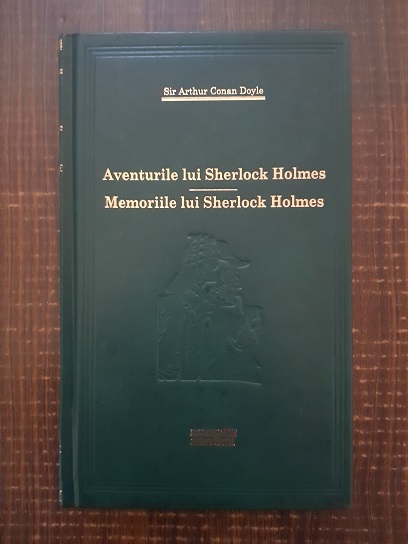 Sir Arthur Conan Doyle
Aventurile lui Sherlock Holmes
Memoriile lui Sherlock Holmes